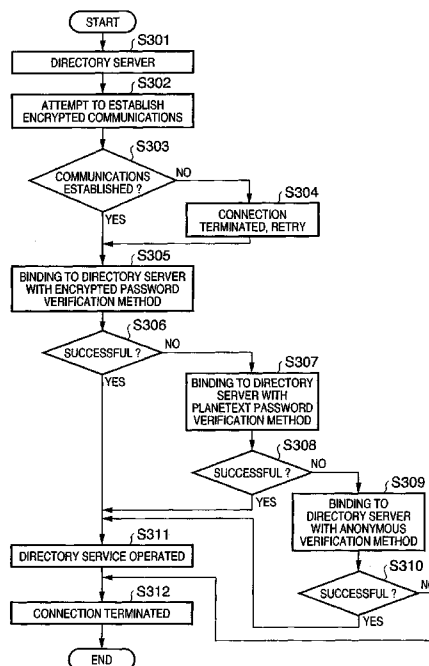 START
S301
DIRECTORY SERVER
S302
ATTEMPT TO ESTABLISH
ENCRYPTED COMMUNICATIONS
S303
COMMUNICATIONS
ESTABLISHED ?
NO
YES
S304
CONNECTION
TERMINATED, RETRY
S305
BINDING TO DIRECTORY SERVER
WITH ENCRYPTED PASSWORD
VERIFICATION METHOD
S306
SUCCESSFUL ?
NO
YES
S307
BINDING TO DIRECTORY
SERVER WITH
PLANETEXT PASSWORD
VERIFICATION METHOD
S308
SUCCESSFUL ?
NO
YES
S309
BINDING TO
DIRECTORY SERVER
WITH ANONYMOUS
VERIFICATION METHOD
S310
SUCCESSFUL ?
NO
YES
S311
DIRECTORY SERVICE OPERATED
S312
CONNECTION TERMINATED
END